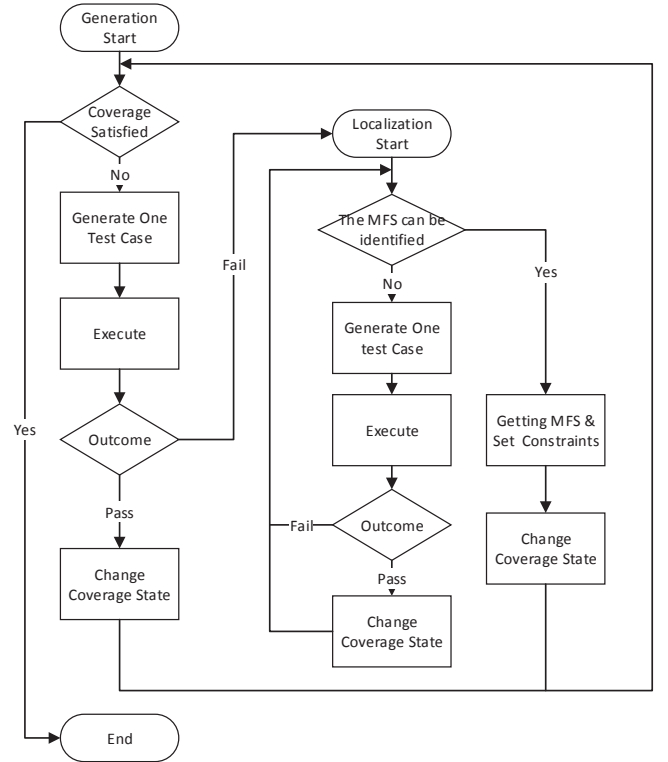 Generation
Start
Coverage
Satisfied
No
Generate One
Test Case
Execute
Outcome
Pass
Change
Coverage State
End
Yes
Fail
Localization
Start
The MFS can be
identified
No
Generate One
test Case
Execute
Outcome
Fail
Pass
Change
Coverage State
Yes
Getting MFS &
Set Constraints
Change
Coverage State